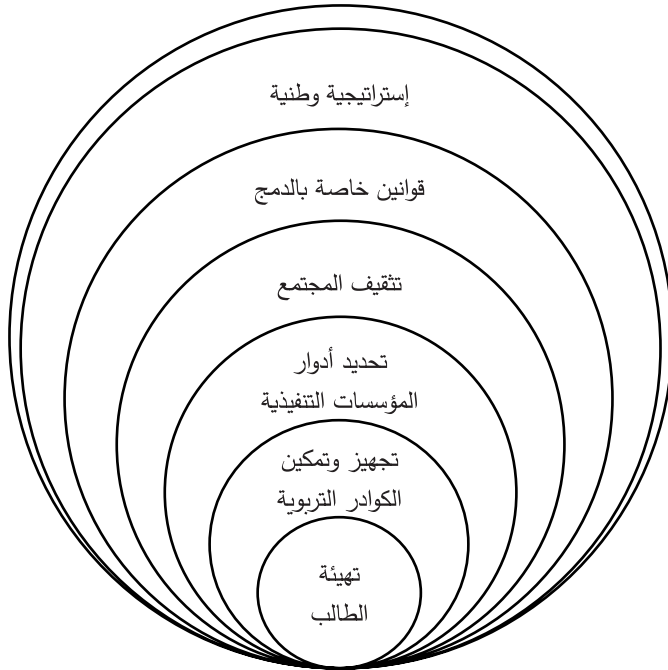 إستراتيجية وطنية
قوانين خاصة بالدمج
تثقيف المجتمع
تحديد أدوار
المؤسسات التنفيذية
تجهيز وتمكين
الكوادر التربوية
تهيئة
الطالب